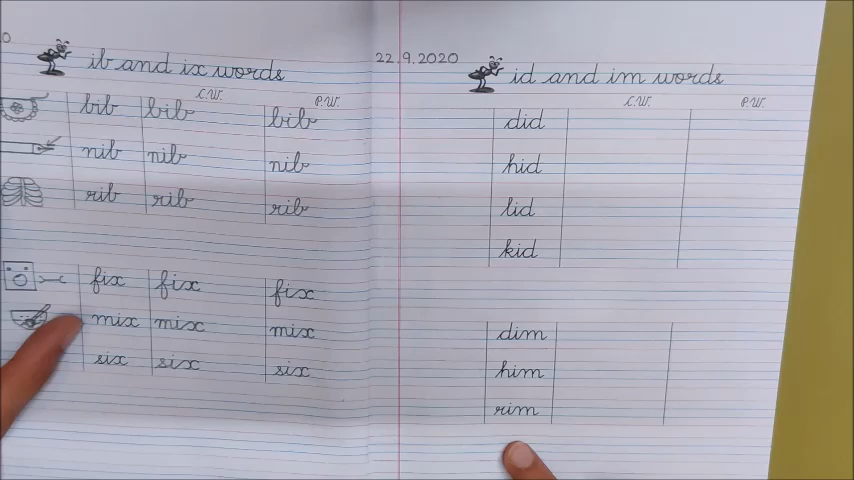 0
ib and ix words
C.W. P.W.
bib bib bib
nib nib nib
rib rib rib
fix fix fix
mix mix mix
six six six
22.9.2020
id and im words
C.W. P.W.
did
hid
lid
kid
dim
him
rim